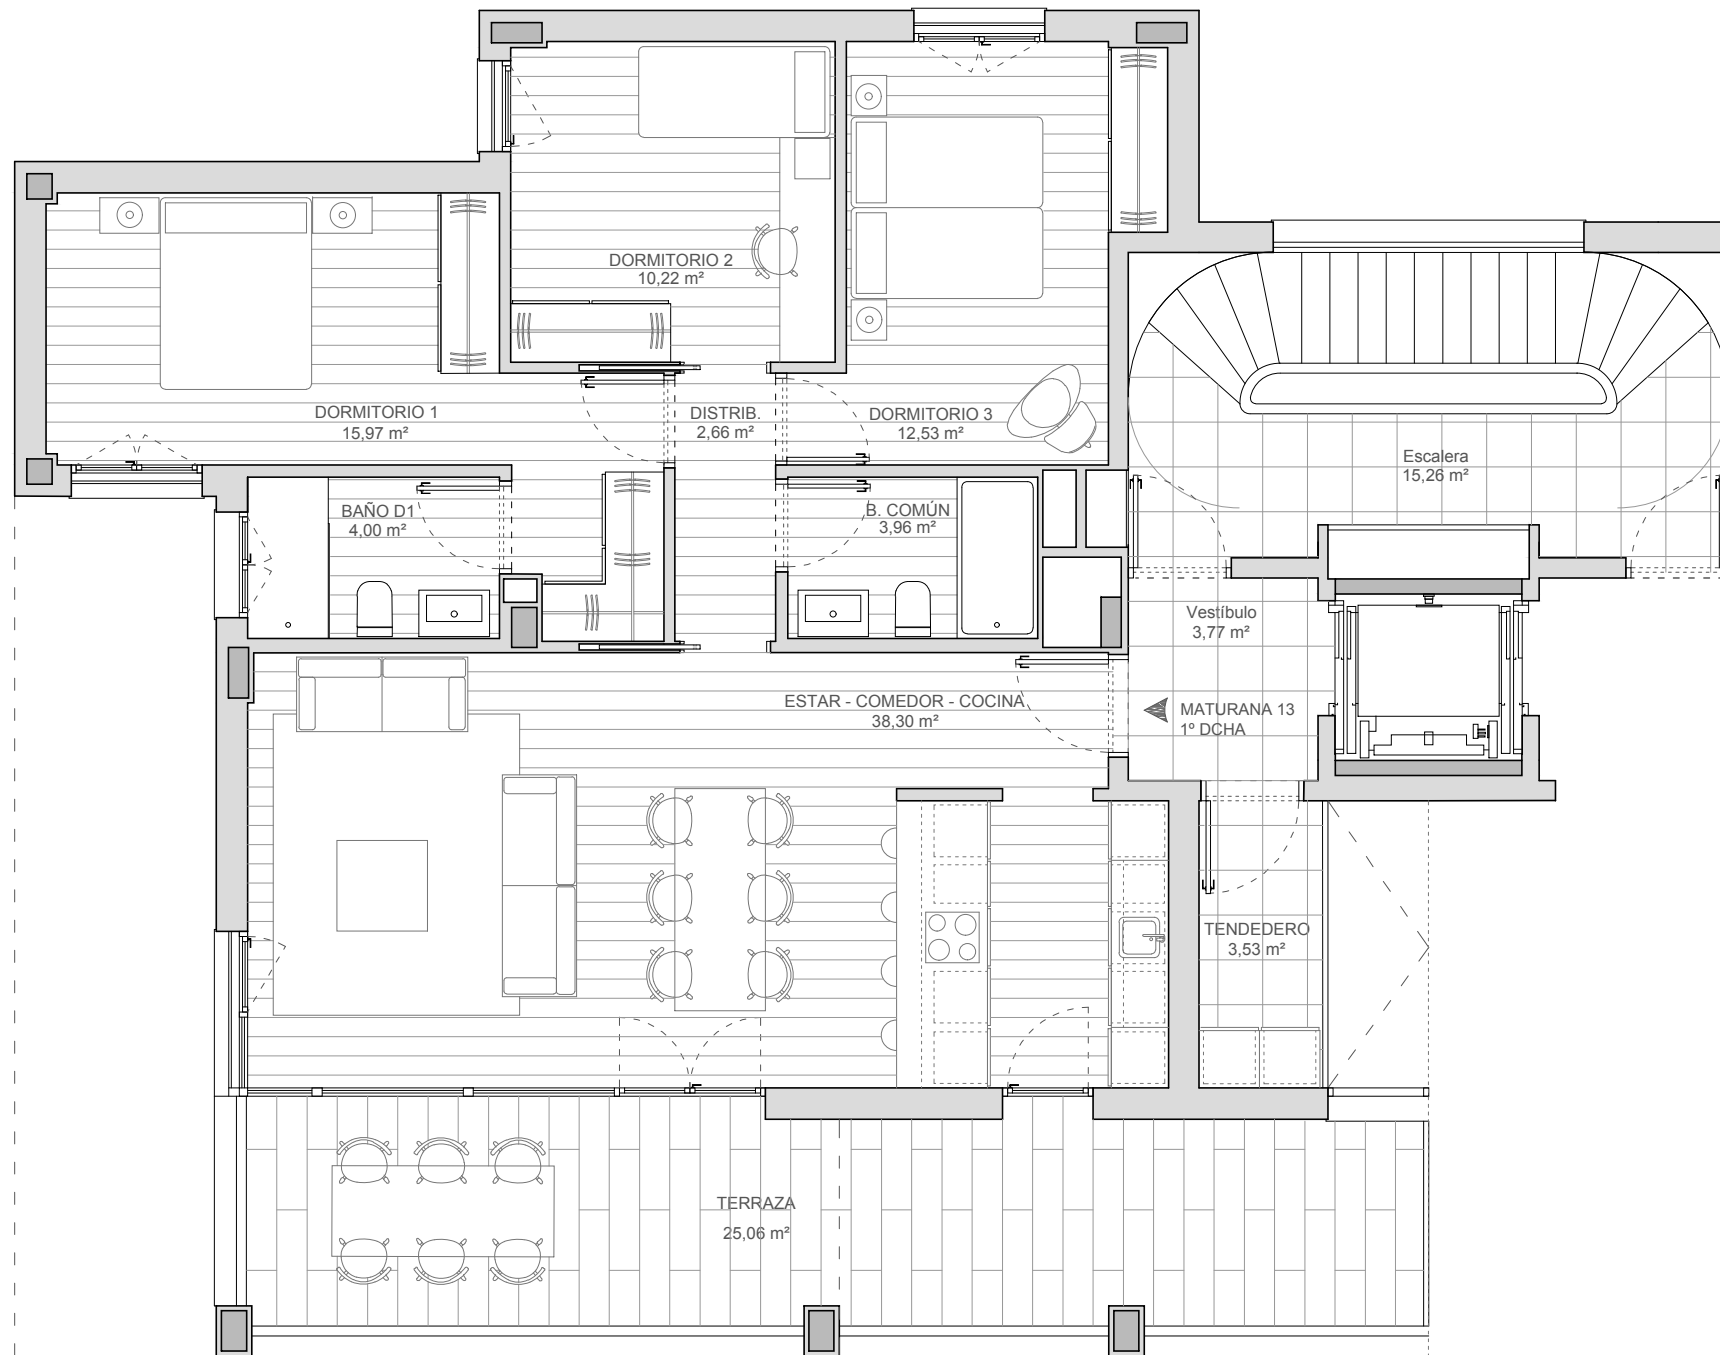 DORMITORIO 2
10,22 m²
DORMITORIO 1
15,97 m²
DISTRIB.
2,66 m²
DORMITORIO 3
12,53 m²
Escalera
15,26 m²
BAÑO D1
4,00 m²
B. COMÚN
3,96 m²
Vestíbulo
3,77 m²
ESTAR - COMEDOR - COCINA
38,30 m²
MATURANA 13
1º DCHA
TENDEDERO
3,53 m²
TERRAZA
25,06 m²